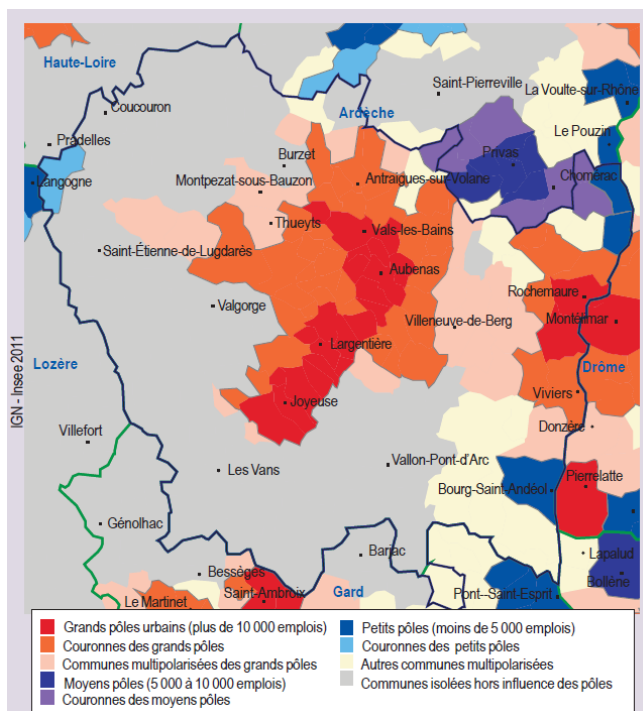 Haute-Loire
Coucouron
Pradelles
Langogne
Saint-Pierreville
La Voulte-sur-Rhône
Ardèche
Le Pouzin
Burzet
Privas
Montpezat-sous-Bauzon
Antraigues-sur-Volane
Chomérac
Thueyts
Vals-les-Bains
Saint-Étienne-de-Lugdarès
Aubenas
Rochemaure
Valgorge
Villeneuve-de-Berg
Montélimar
Largentière
Lozère
Drôme
Viviers
Joyeuse
Donzère
Villefort
Les Vans
Vallon-Pont-d'Arc
Pierrelatte
Bourg-Saint-Andéol
Génolhac
Barjac
Lapalud
Bessèges
Bollène
Le Martinet
Saint-Ambroix
Gard
Pont--Saint-Esprit
IGN - Insee 2011
Grands pôles urbains (plus de 10 000 emplois)
Couronnes des grands pôles
Communes multipolarisées des grands pôles
Moyens pôles (5 000 à 10 000 emplois)
Couronnes des moyens pôles
Petits pôles (moins de 5 000 emplois)
Couronnes des petits pôles
Autres communes multipolarisées
Communes isolées hors influence des pôles